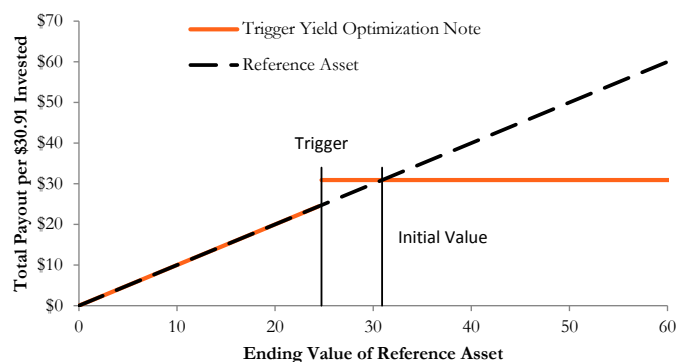 $70
$60
$50
$40
$30
$20
$10
$0
Total Payout per $30.91 Invested
Trigger Yield Optimization Note
Reference Asset
Trigger
Initial Value
0 10 20 30 40 50 60
Ending Value of Reference Asset